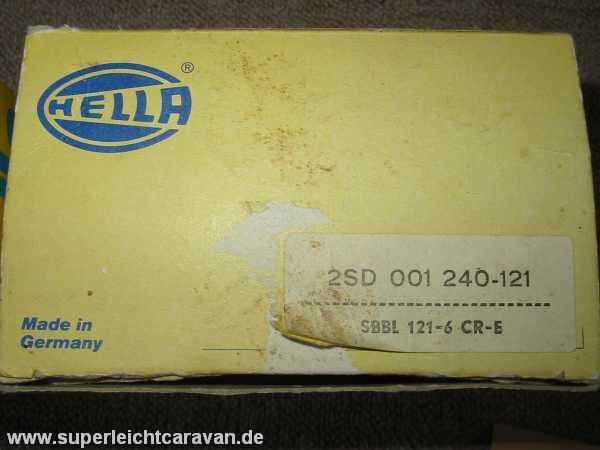 HELLA ®
2SD 001 240-121
SBBL 121-6 CR-E
Made in
Germany
www.superleichtcaravan.de